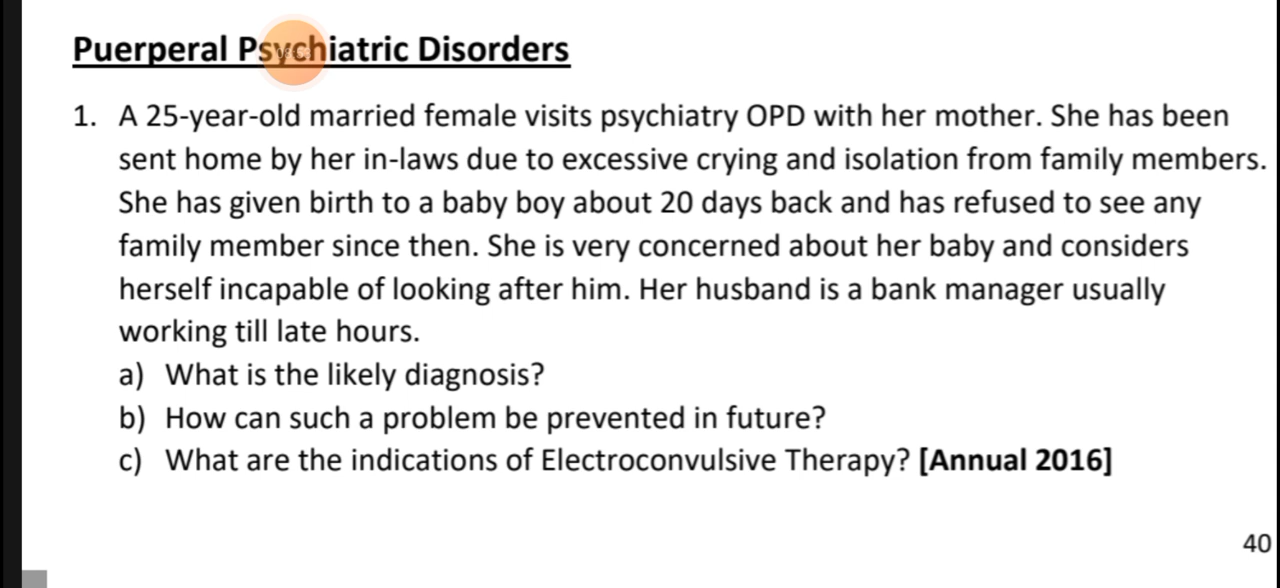 Puerperal Psychiatric Disorders
1. A 25-year-old married female visits psychiatry OPD with her mother. She has been
sent home by her in-laws due to excessive crying and isolation from family members.
She has given birth to a baby boy about 20 days back and has refused to see any
family member since then. She is very concerned about her baby and considers
herself incapable of looking after him. Her husband is a bank manager usually
working till late hours.
a) What is the likely diagnosis?
b) How can such a problem be prevented in future?
c) What are the indications of Electroconvulsive Therapy? [Annual 2016]
40